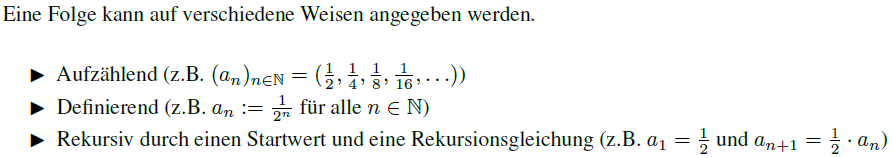 Eine Folge kann auf verschiedene Weisen angegeben werden.
▶ Aufzählend (z.B. $(a_n)_{n \in \mathbb{N}} = (\frac{1}{2}, \frac{1}{4}, \frac{1}{8}, \frac{1}{16}, \ldots))$
▶ Definierend (z.B. $a_n := \frac{1}{2^n}$ für alle $n \in \mathbb{N}$)
▶ Rekursiv durch einen Startwert und eine Rekursionsgleichung (z.B. $a_1 = \frac{1}{2}$ und $a_{n+1} = \frac{1}{2} \cdot a_n$)